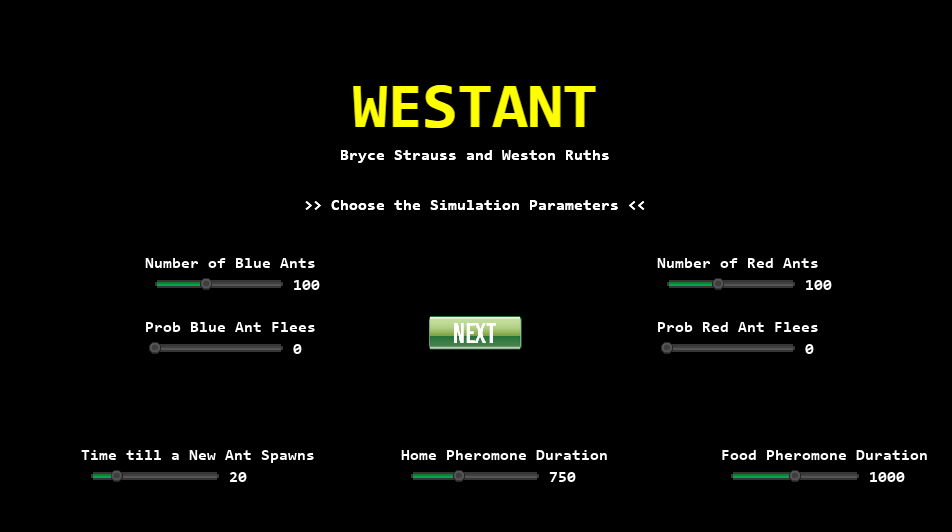 WESTANT
Bryce Strauss and Weston Ruths
>> Choose the Simulation Parameters <<
Number of Blue Ants
100
Number of Red Ants
100
Prob Blue Ant Flees
0
NEXT
Prob Red Ant Flees
0
Time till a New Ant Spawns
20
Home Pheromone Duration
750
Food Pheromone Duration
1000